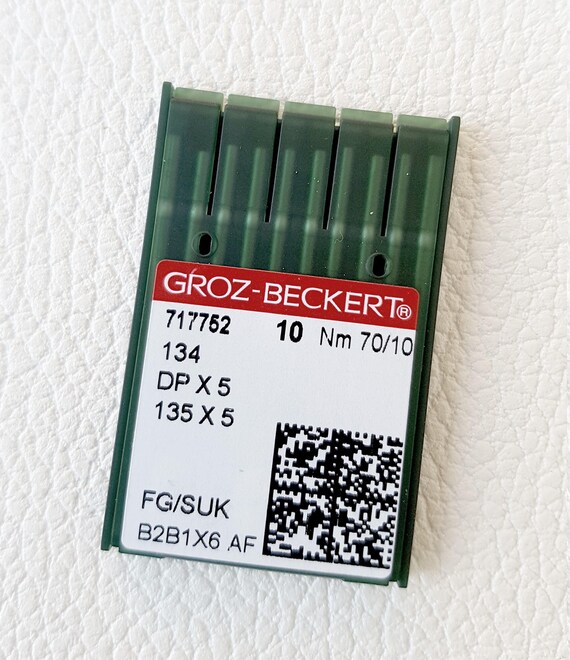 GROZ-BECKERT®
717752 10 Nm 70/10
134
DP X 5
135 X 5
FG/SUK
B2B1X6 AF